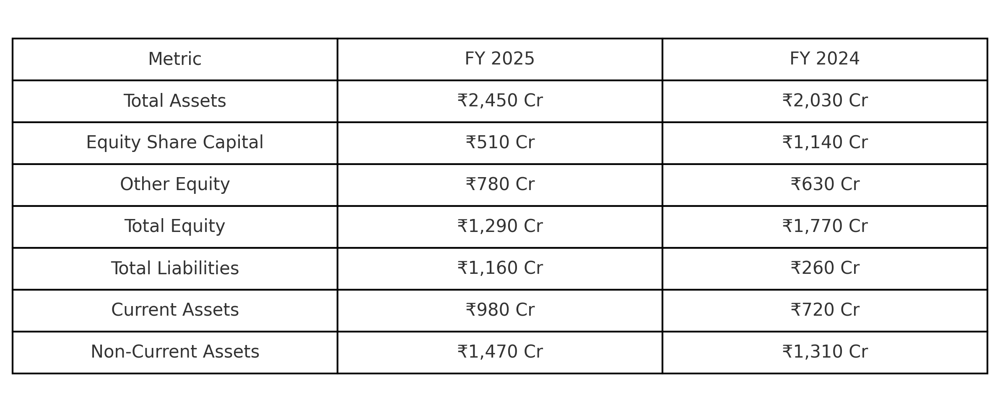 Metric FY 2025 FY 2024
Total Assets ₹2,450 Cr ₹2,030 Cr
Equity Share Capital ₹510 Cr ₹1,140 Cr
Other Equity ₹780 Cr ₹630 Cr
Total Equity ₹1,290 Cr ₹1,770 Cr
Total Liabilities ₹1,160 Cr ₹260 Cr
Current Assets ₹980 Cr ₹720 Cr
Non-Current Assets ₹1,470 Cr ₹1,310 Cr